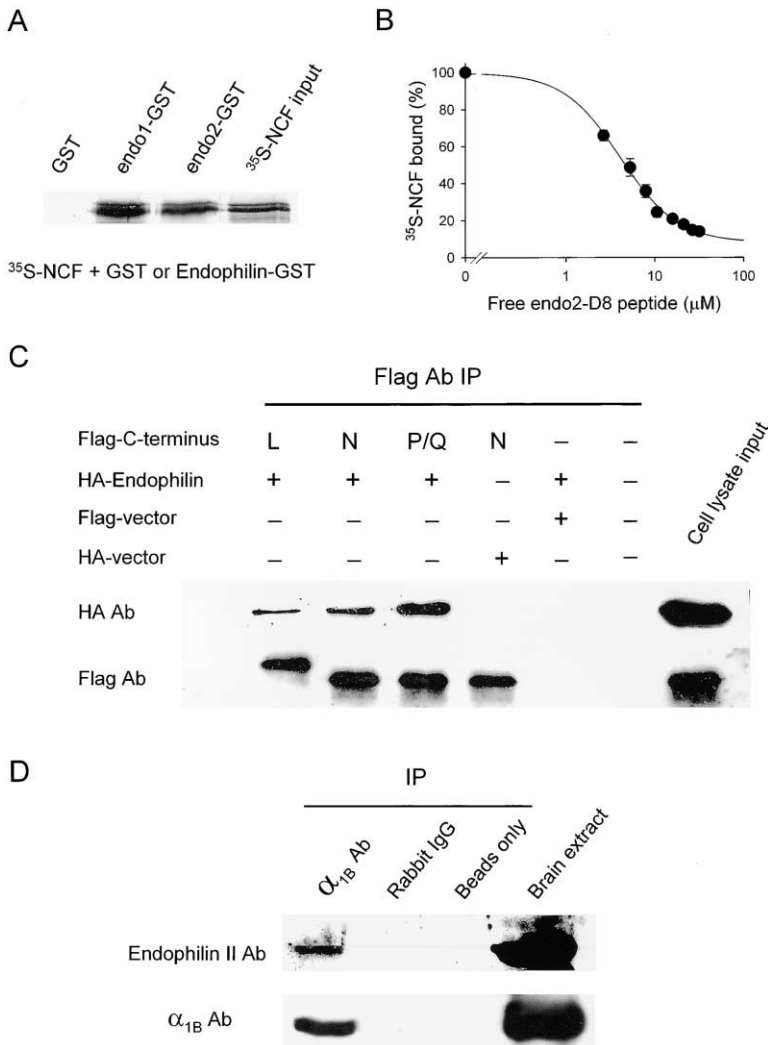 A
GST
endo1-GST
endo2-GST
³⁵S-NCF input
³⁵S-NCF + GST or Endophilin-GST
B
³⁵S-NCF bound (%)
100
80
60
40
20
0
0 1 10 100
Free endo2-D8 peptide (μM)
C
Flag Ab IP
Flag-C-terminus L N P/Q N – –
HA-Endophilin + + + – + –
Flag-vector – – – – + –
HA-vector – – – + – –
Cell lysate input
HA Ab
Flag Ab
D
IP
α1B Ab
Rabbit IgG
Beads only
Brain extract
Endophilin II Ab
α1B Ab